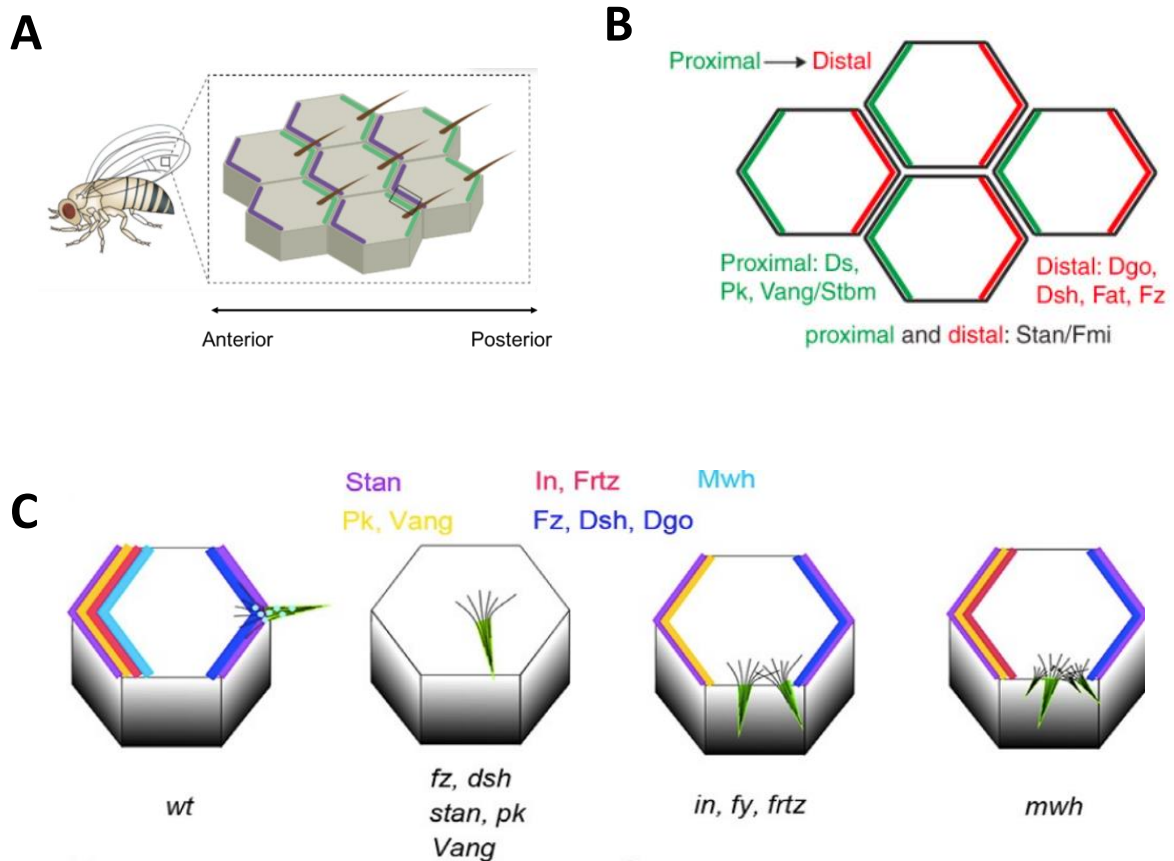 A
Anterior
Posterior
B
Proximal → Distal
Proximal: Ds,
Pk, Vang/Stbm
Distal: Dgo,
Dsh, Fat, Fz
proximal and distal: Stan/Fmi
C
Stan
In, Frtz
Mwh
Pk, Vang
Fz, Dsh, Dgo
wt
fz, dsh
stan, pk
Vang
in, fy, frtz
mwh